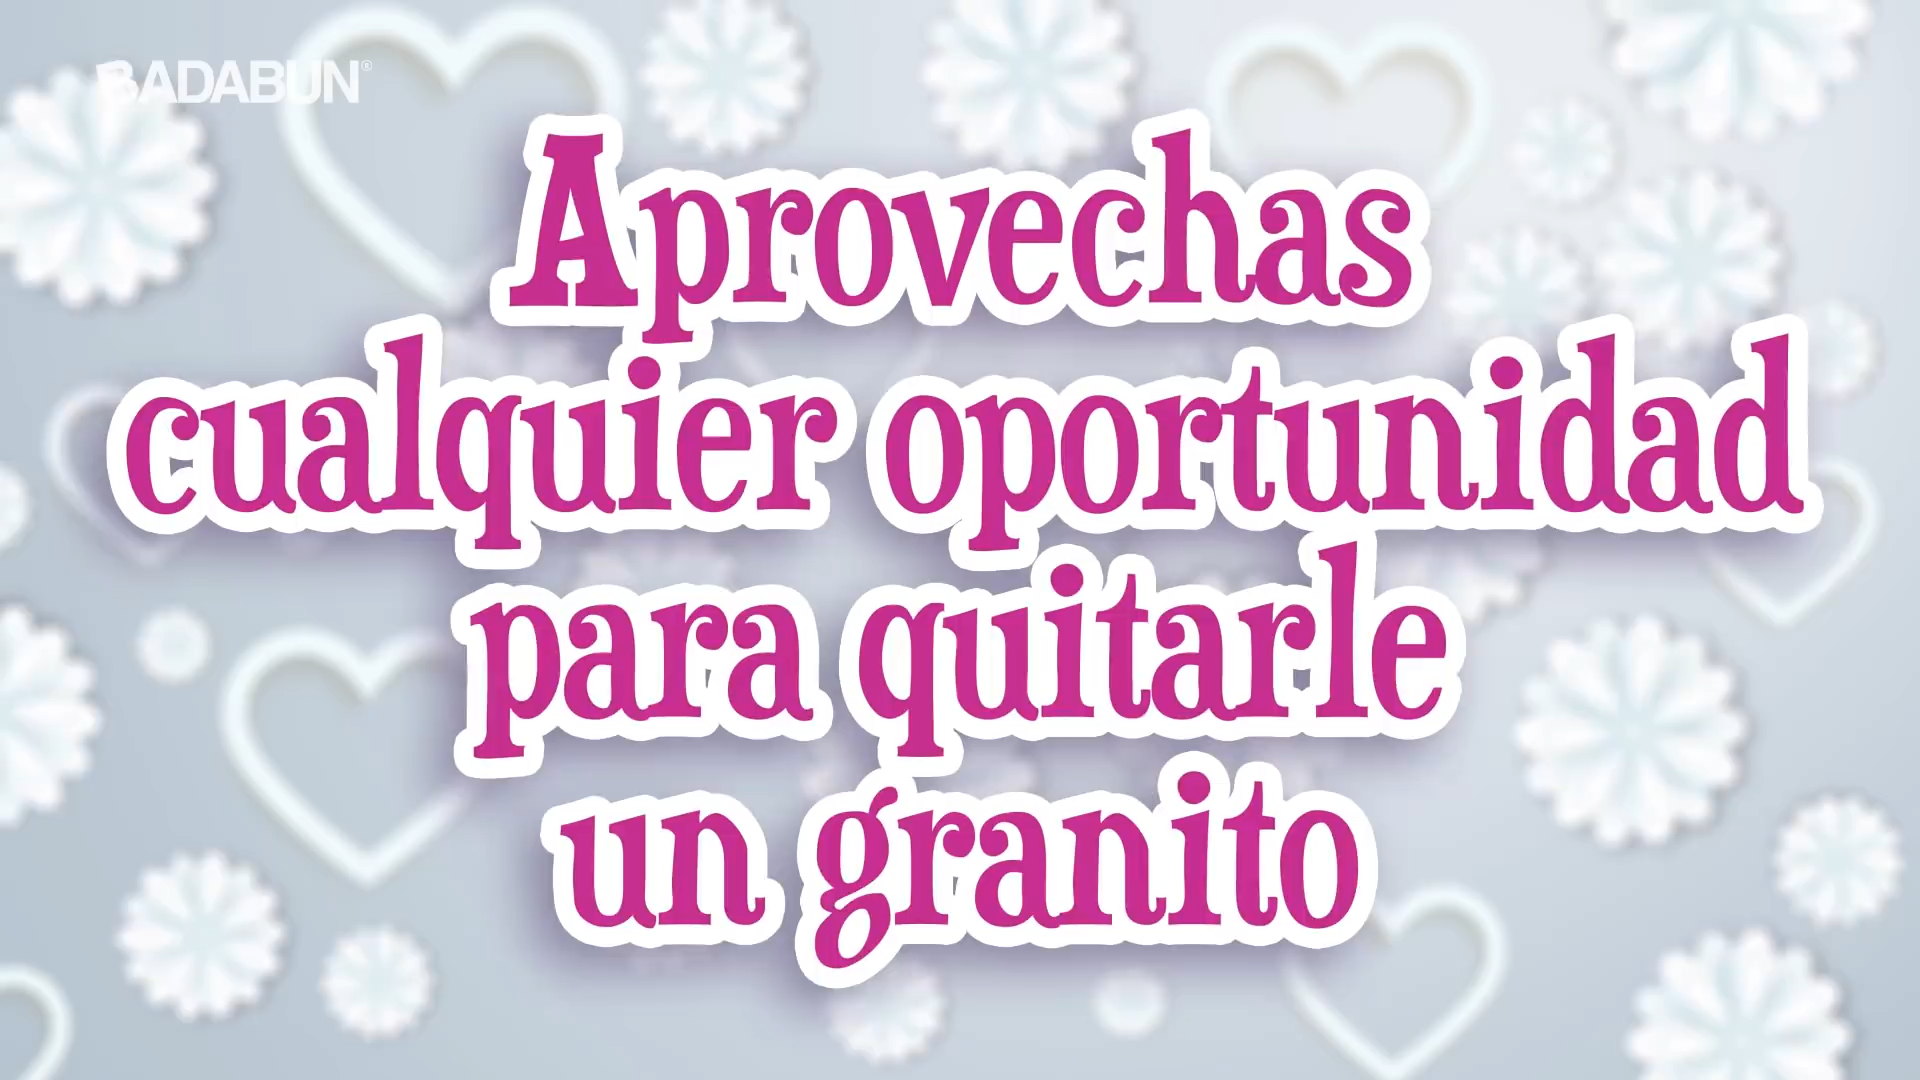 BADABUN®
Aprovechas
cualquier oportunidad
para quitarle
un granito